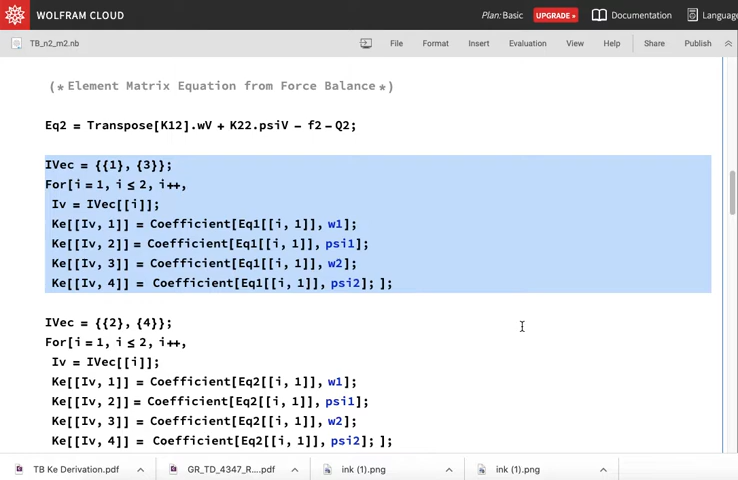 WOLFRAM CLOUD
Plan: Basic
UPGRADE »
Documentation
Language
TB_n2_m2.nb
File
Format
Insert
Evaluation
View
Help
Share
Publish
(*Element Matrix Equation from Force Balance*)
Eq2 = Transpose[K12].wV + K22.psiV - f2-Q2;
IVec = {{1}, {3}};
For[i=1, i ≤ 2, i++,
Iv = IVec[[i]];
Ke[[Iv, 1]] = Coefficient[Eq1[[i, 1]], w1];
Ke[[Iv, 2]] = Coefficient[Eq1[[i, 1]], psi1];
Ke[[Iv, 3]] = Coefficient[Eq1[[i, 1]], w2];
Ke[[Iv, 4]] = Coefficient[Eq1[[i, 1]], psi2]; ];
IVec = {{2}, {4}};
For[i=1, i ≤ 2, i++,
Iv = IVec[[i]];
Ke[[Iv, 1]] = Coefficient[Eq2[[i, 1]], w1];
Ke[[Iv, 2]] = Coefficient[Eq2[[i, 1]], psi1];
Ke[[Iv, 3]] = Coefficient[Eq2[[i, 1]], w2];
Ke[[Iv, 4]] = Coefficient[Eq2[[i, 1]], psi2]; ];
TB Ke Derivation.pdf
GR_TD_4347_R....pdf
ink (1).png
ink (1).png